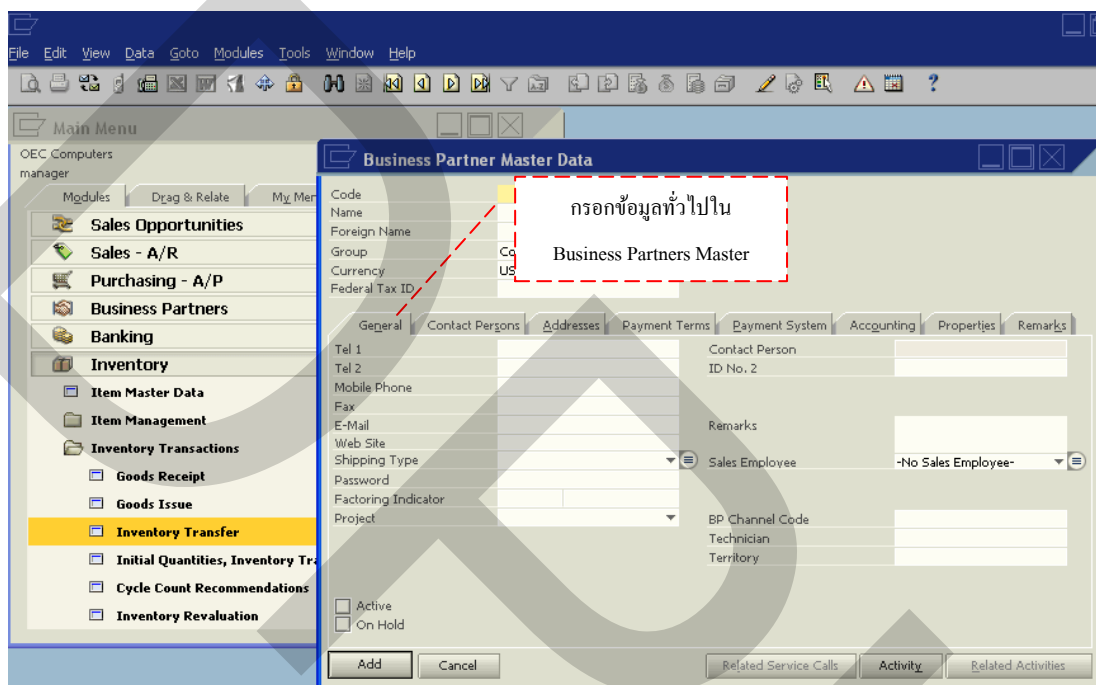 File Edit View Data Goto Modules Tools Window Help
Main Menu
OEC Computers
manager
Modules Drag & Relate My Men
Sales Opportunities
Sales - A/R
Purchasing - A/P
Business Partners
Banking
Inventory
Item Master Data
Item Management
Inventory Transactions
Goods Receipt
Goods Issue
Inventory Transfer
Initial Quantities, Inventory Tra
Cycle Count Recommendations
Inventory Revaluation
Business Partner Master Data
Code
Name
Foreign Name
Group
Currency US
Federal Tax ID
กรอกข้อมูลทั่วไปใน
Business Partners Master
General Contact Persons Addresses Payment Terms Payment System Accounting Properties Remarks
Tel 1 Contact Person
Tel 2 ID No. 2
Mobile Phone
Fax
E-Mail Remarks
Web Site
Shipping Type Sales Employee -No Sales Employee-
Password
Factoring Indicator
Project BP Channel Code
Technician
Territory
Active
On Hold
Add Cancel Related Service Calls Activity Related Activities